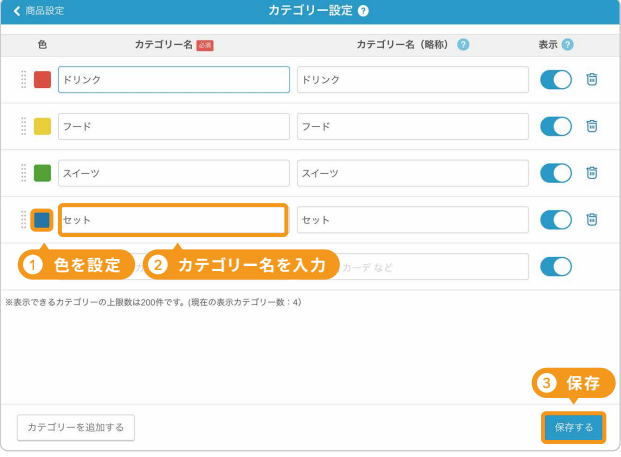 商品設定
カテゴリー設定 ?
色 カテゴリー名 必須 カテゴリー名（略称） ? 表示 ?
ドリンク ドリンク
フード フード
スイーツ スイーツ
セット セット
1 色を設定 2 カテゴリー名を入力 カーデ など
※表示できるカテゴリーの上限数は200件です。(現在の表示カテゴリー数：4）
3 保存
カテゴリーを追加する 保存する